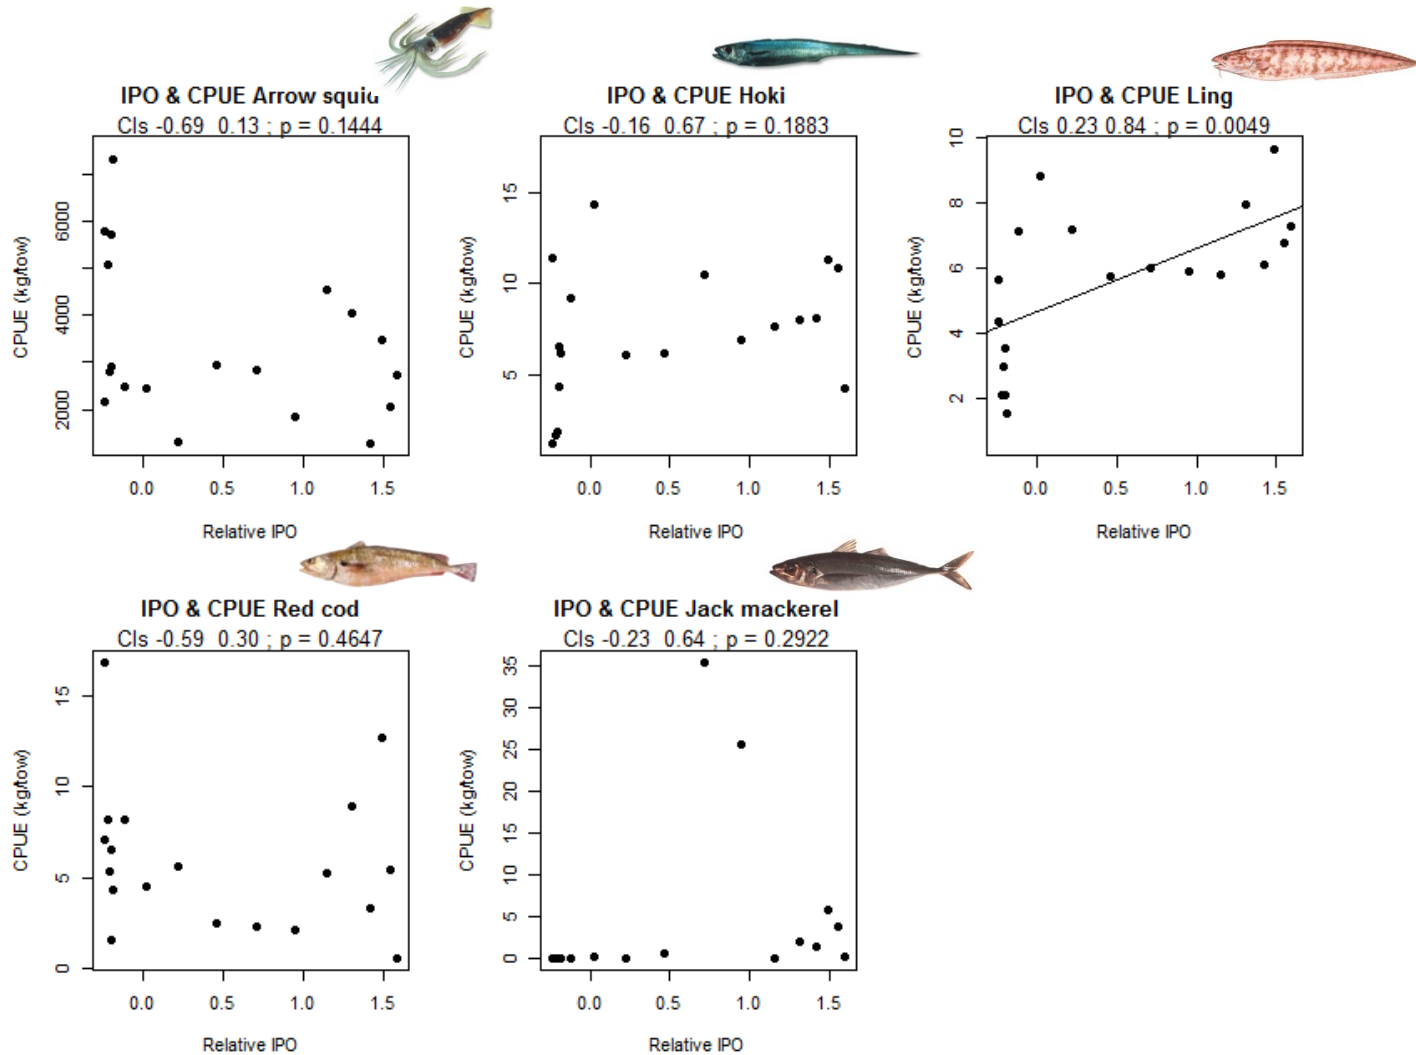 IPO & CPUE Arrow squid
CIs -0.69 0.13 ; p = 0.1444
CPUE (kg/tow)
2000
4000
6000
0.0 0.5 1.0 1.5
Relative IPO
IPO & CPUE Hoki
CIs -0.16 0.67 ; p = 0.1883
CPUE (kg/tow)
5
10
15
0.0 0.5 1.0 1.5
Relative IPO
IPO & CPUE Ling
CIs 0.23 0.84 ; p = 0.0049
CPUE (kg/tow)
2
4
6
8
10
0.0 0.5 1.0 1.5
Relative IPO
IPO & CPUE Red cod
CIs -0.59 0.30 ; p = 0.4647
CPUE (kg/tow)
0
5
10
15
0.0 0.5 1.0 1.5
Relative IPO
IPO & CPUE Jack mackerel
CIs -0.23 0.64 ; p = 0.2922
CPUE (kg/tow)
0
5
10
15
20
25
30
35
0.0 0.5 1.0 1.5
Relative IPO